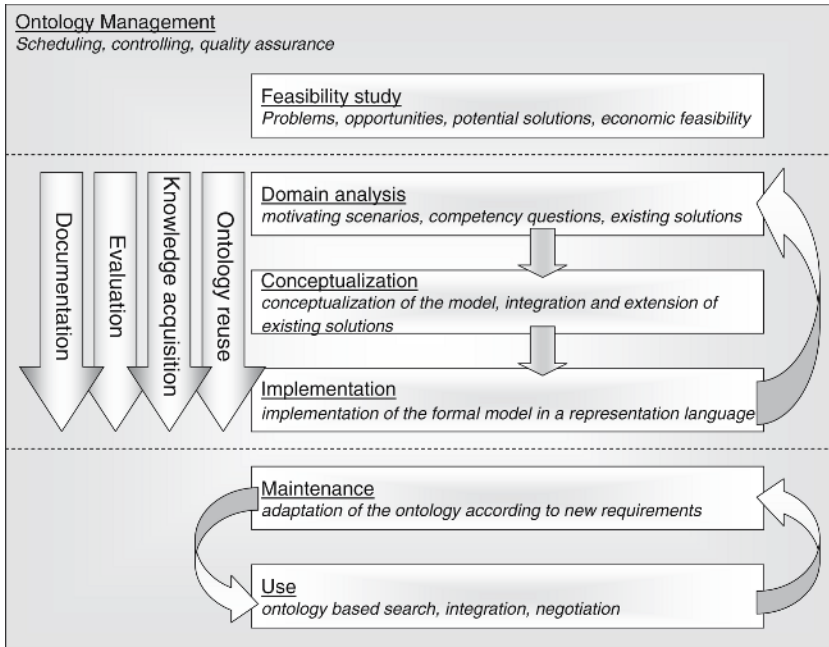 Ontology Management
Scheduling, controlling, quality assurance
Feasibility study
Problems, opportunities, potential solutions, economic feasibility
Documentation
Evaluation
Knowledge acquisition
Ontology reuse
Domain analysis
motivating scenarios, competency questions, existing solutions
Conceptualization
conceptualization of the model, integration and extension of
existing solutions
Implementation
implementation of the formal model in a representation language
Maintenance
adaptation of the ontology according to new requirements
Use
ontology based search, integration, negotiation